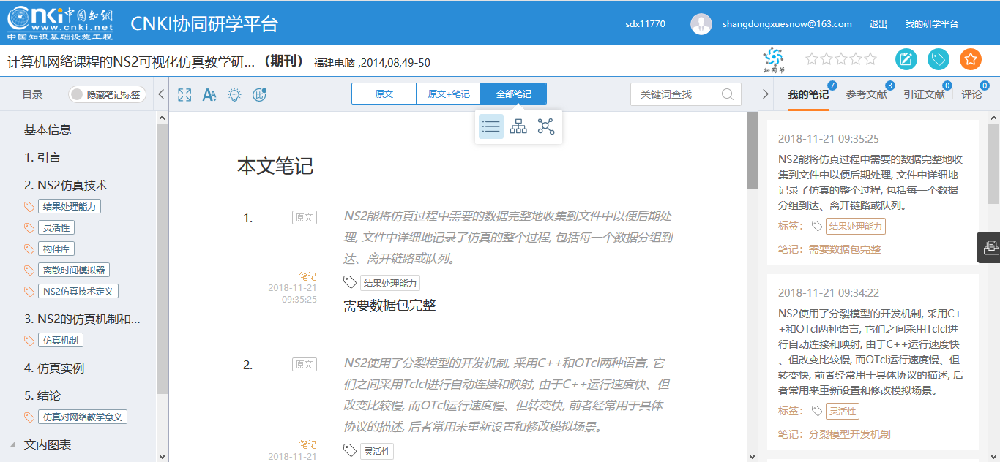 cnki中国知网
www.cnki.net
中国知识基础设施工程
CNKI协同研学平台
sdx11770
shangdongxuesnow@163.com
退出
我的研学平台
计算机网络课程的NS2可视化仿真教学研... （期刊） 福建电脑 ,2014,08,49-50
知网节
目录
隐藏笔记标签
基本信息
1. 引言
2. NS2仿真技术
结果处理能力
灵活性
构件库
离散时间模拟器
NS2仿真技术定义
3. NS2的仿真机制和...
仿真机制
4. 仿真实例
5. 结论
仿真对网络教学意义
文内图表
原文
原文+笔记
全部笔记
关键词查找
本文笔记
1.
原文
NS2能将仿真过程中需要的数据完整地收集到文件中以便后期处
理, 文件中详细地记录了仿真的整个过程, 包括每一个数据分组到
达、离开链路或队列。
笔记
2018-11-21
09:35:25
结果处理能力
需要数据包完整
2.
原文
NS2使用了分裂模型的开发机制, 采用C++和OTcl两种语言, 它
们之间采用Tclcl进行自动连接和映射, 由于C++运行速度快、但
改变比较慢, 而OTcl运行速度慢、但转变快, 前者经常用于具体
协议的描述, 后者常用来重新设置和修改模拟场景。
笔记
2018-11-21
灵活性
我的笔记 7
参考文献 3
引证文献 0
评论 0
2018-11-21 09:35:25
NS2能将仿真过程中需要的数据完整地收
集到文件中以便后期处理, 文件中详细地
记录了仿真的整个过程, 包括每一个数据
分组到达、离开链路或队列。
标签: 结果处理能力
笔记: 需要数据包完整
2018-11-21 09:34:22
NS2使用了分裂模型的开发机制, 采用C+
+和OTcl两种语言, 它们之间采用Tclcl进
行自动连接和映射, 由于C++运行速度快
、但改变比较慢, 而OTcl运行速度慢、但
转变快, 前者经常用于具体协议的描述, 后
者常用来重新设置和修改模拟场景。
标签: 灵活性
笔记: 分裂模型开发机制